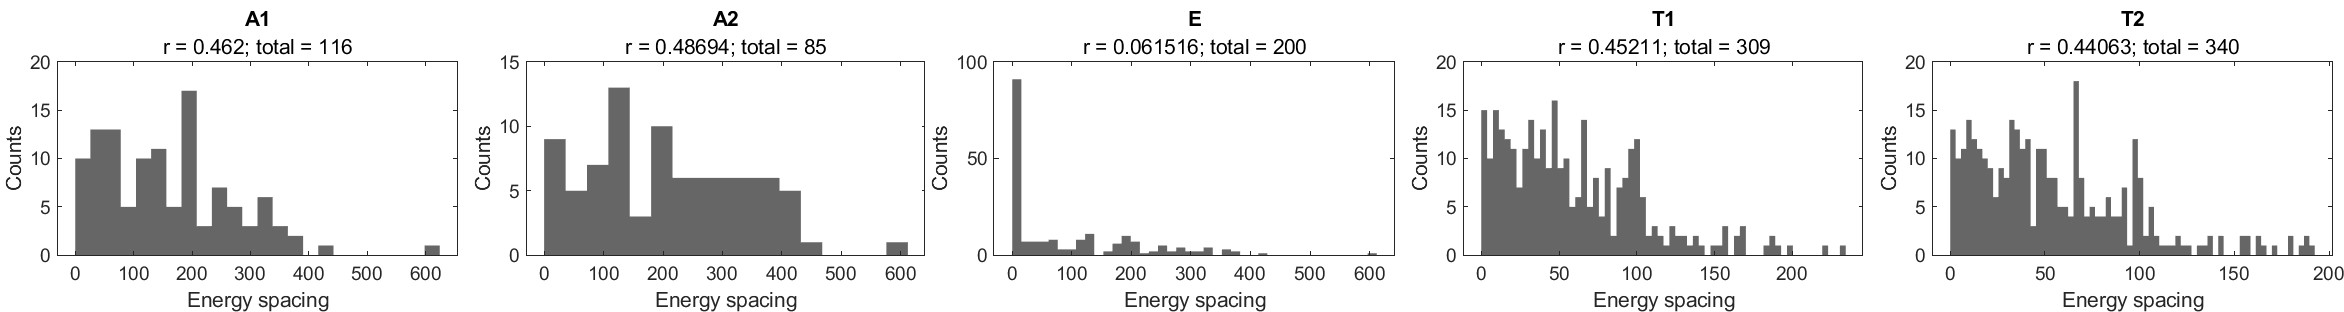 A1
r = 0.462; total = 116
20
15
10
5
0
Counts
0 100 200 300 400 500 600
Energy spacing
A2
r = 0.48694; total = 85
15
10
5
0
Counts
0 100 200 300 400 500 600
Energy spacing
E
r = 0.061516; total = 200
100
50
0
Counts
0 100 200 300 400 500 600
Energy spacing
T1
r = 0.45211; total = 309
20
15
10
5
0
Counts
0 50 100 150 200
Energy spacing
T2
r = 0.44063; total = 340
20
15
10
5
0
Counts
0 50 100 150 200
Energy spacing